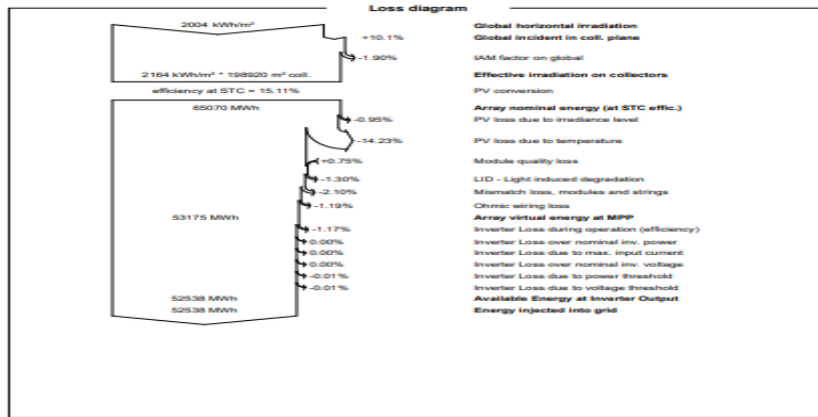 Loss diagram
2004 kWh/m² Global horizontal irradiation
+10.1% Global incident in coll. plane
-1.90% IAM factor on global
2164 kWh/m² * 198920 m² coll. Effective irradiation on collectors
efficiency at STC = 15.11% PV conversion
65070 MWh Array nominal energy (at STC effic.)
-0.95% PV loss due to irradiance level
-14.23% PV loss due to temperature
+0.75% Module quality loss
-1.30% LID - Light induced degradation
-2.10% Mismatch loss, modules and strings
-1.19% Ohmic wiring loss
53175 MWh Array virtual energy at MPP
-1.17% Inverter Loss during operation (efficiency)
0.00% Inverter Loss over nominal inv. power
0.00% Inverter Loss due to max. input current
0.00% Inverter Loss over nominal inv. voltage
-0.01% Inverter Loss due to power threshold
-0.01% Inverter Loss due to voltage threshold
52538 MWh Available Energy at Inverter Output
52538 MWh Energy injected into grid